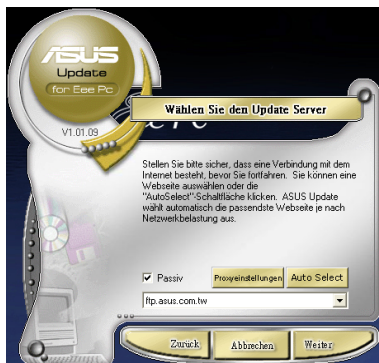 ASUS
Update
for Eee Pc
V1.01.09
Wählen Sie den Update Server
Stellen Sie bitte sicher, dass eine Verbindung mit dem
Internet besteht, bevor Sie fortfahren. Sie können eine
Webseite auswählen oder die
"AutoSelect"-Schaltfläche klicken. ASUS Update
wählt automatisch die passendste Webseite je nach
Netzwerkbelastung aus.
Passiv
Proxyeinstellungen
Auto Select
ftp.asus.com.tw
Zurück
Abbrechen
Weiter